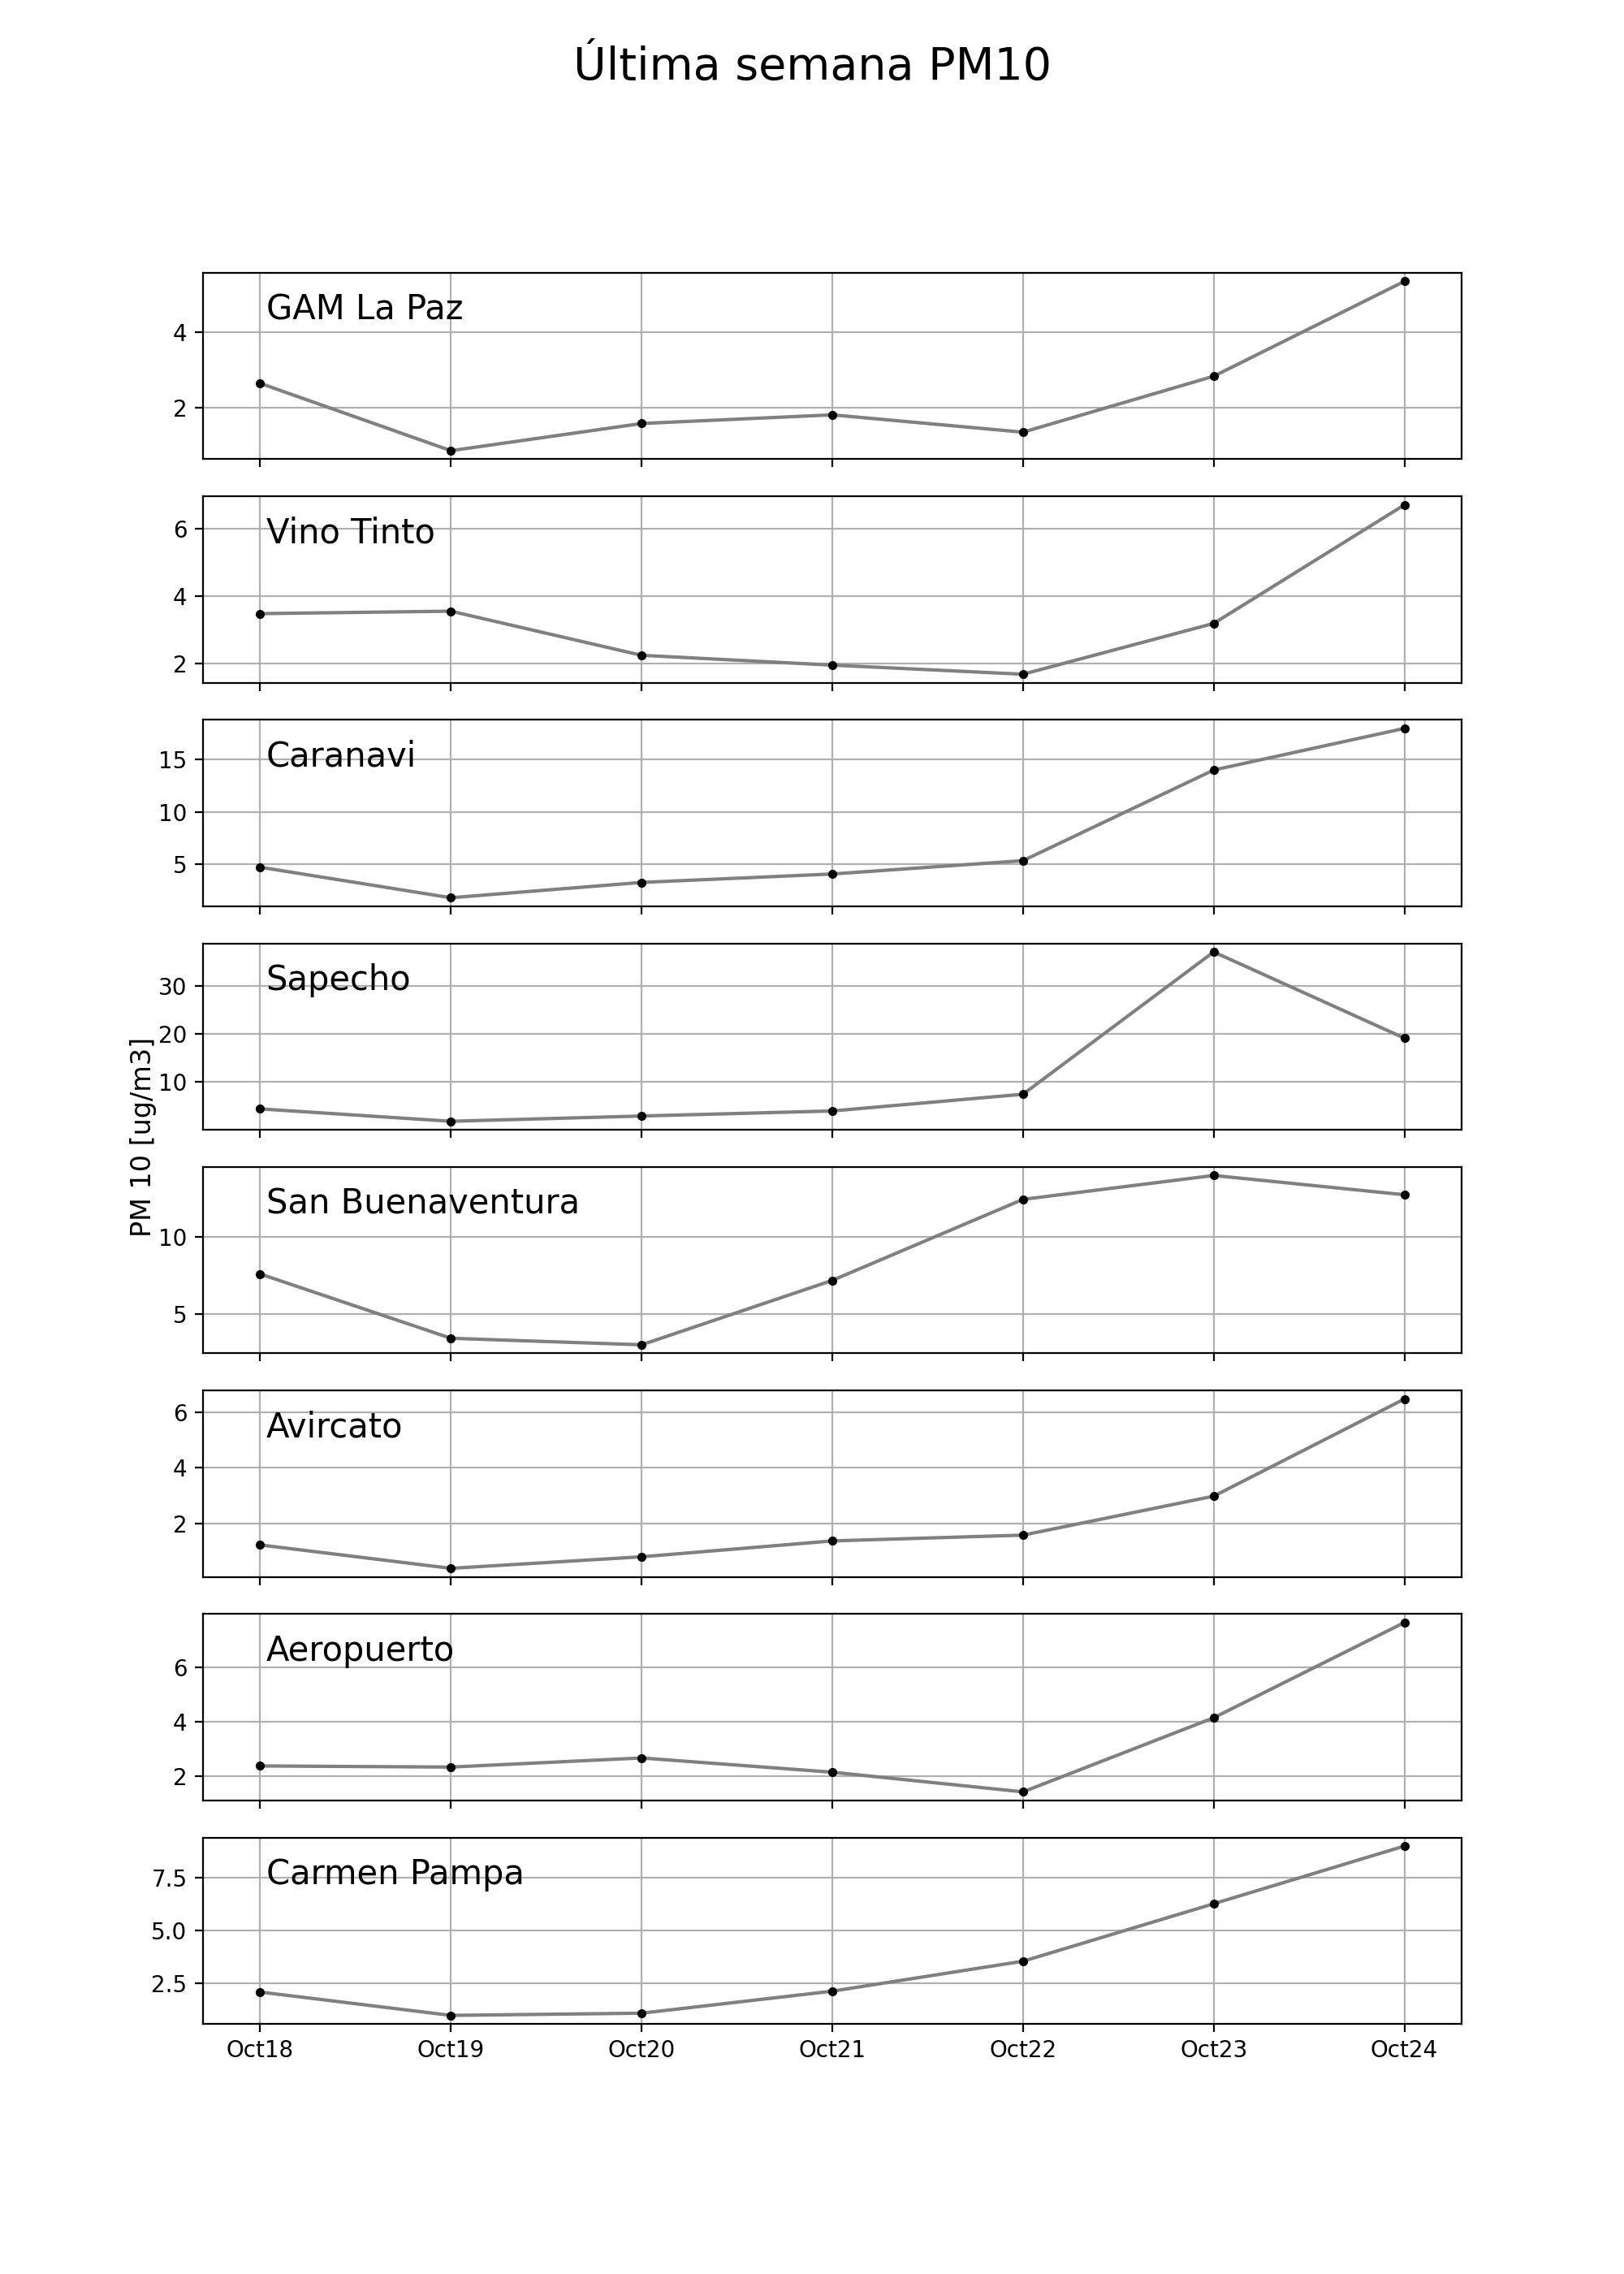 Última semana PM10
GAM La Paz
4
2
Vino Tinto
6
4
2
Caranavi
15
10
5
Sapecho
30
20
10
PM 10 [ug/m3]
San Buenaventura
10
5
Avircato
6
4
2
Aeropuerto
6
4
2
Carmen Pampa
7.5
5.0
2.5
Oct18 Oct19 Oct20 Oct21 Oct22 Oct23 Oct24